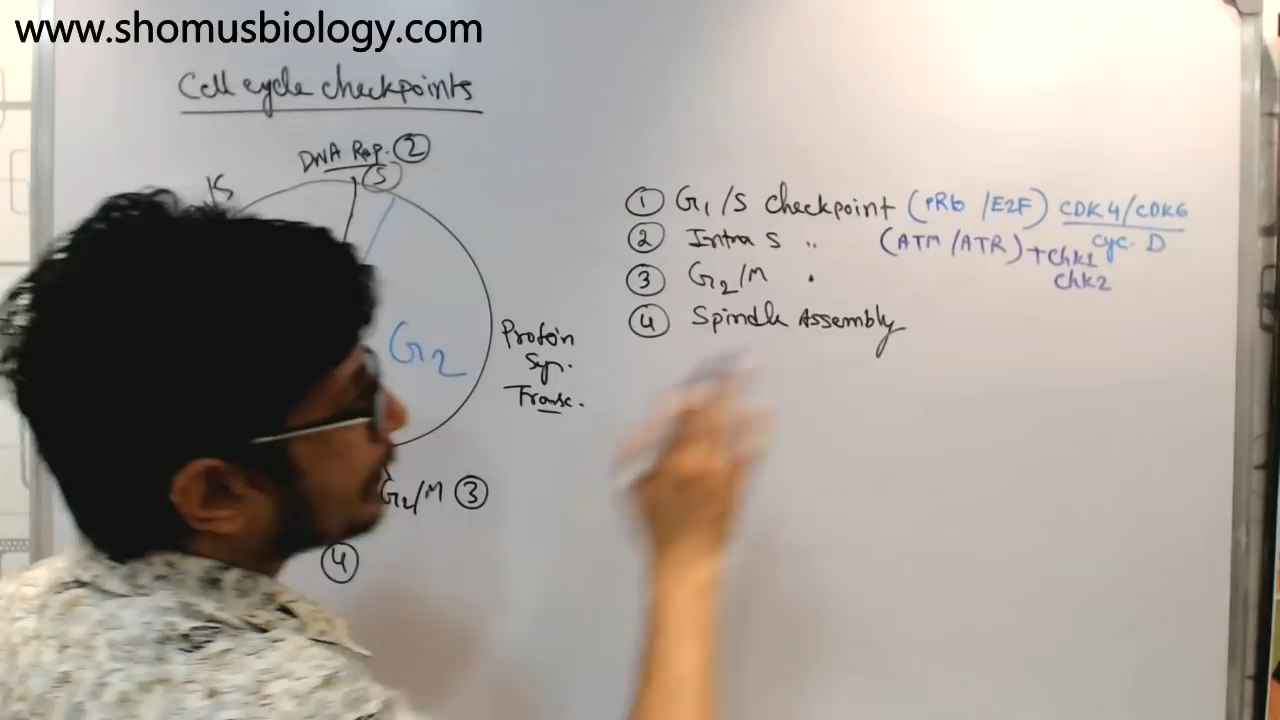 www.shomusbiology.com
Cell cycle checkpoints
DNA Rep. ②
Ⓢ
/S
G2
Protein
Syn.
Transc.
G2/M ③
④
① G1/S Checkpoint (pRb /E2F) CDK4/CDK6
cyc. D
② Intra S " (ATM /ATR) + Chk1
Chk2
③ G2/M "
④ Spindle Assembly